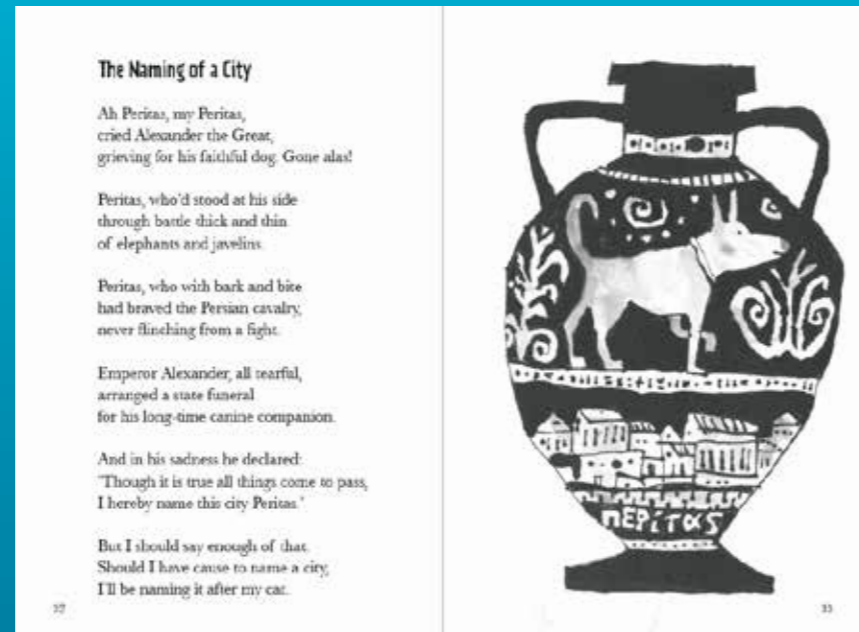 The Naming of a City
Ah Peritas, my Peritas,
cried Alexander the Great,
grieving for his faithful dog. Gone alas!
Peritas, who'd stood at his side
through battle thick and thin
of elephants and javelins.
Peritas, who with bark and bite
had braved the Persian cavalry,
never flinching from a fight.
Emperor Alexander, all tearful,
arranged a state funeral
for his long-time canine companion.
And in his sadness he declared:
'Though it is true all things come to pass,
I hereby name this city Peritas.'
But I should say enough of that.
Should I have cause to name a city,
I'll be naming it after my cat.
ΠΕΡίΤαS
33